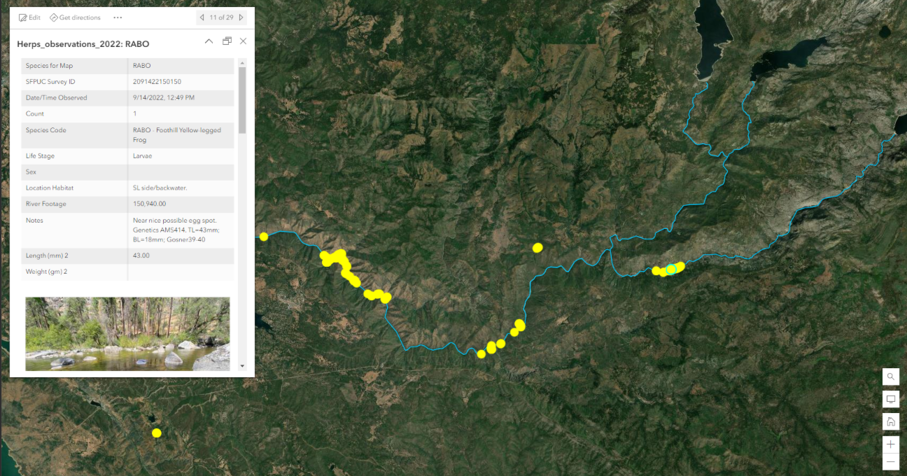 Edit Get directions ••• 11 of 29
Herps_observations_2022: RABO
Species for Map RABO
SFPUC Survey ID 2091422150150
Date/Time Observed 9/14/2022, 12:49 PM
Count 1
Species Code RABO - Foothill Yellow-legged
Frog
Life Stage Larvae
Sex
Location Habitat SL side/backwater.
River Footage 150,940.00
Notes Near nice possible egg spot.
Genetics AMS414. TL=43mm;
BL=18mm; Gosner39-40
Length (mm) 2 43.00
Weight (gm) 2